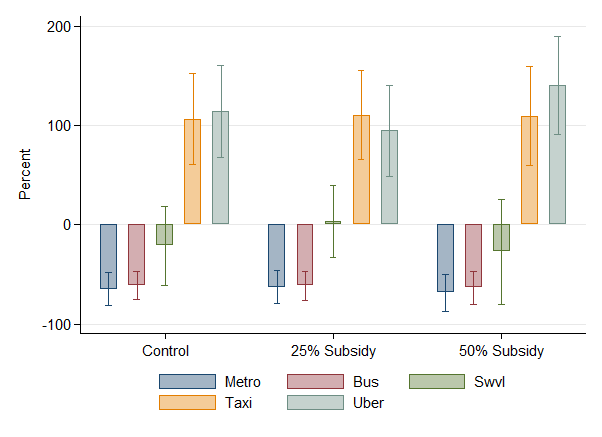 200
100
0
-100
Percent
Control 25% Subsidy 50% Subsidy
Metro Bus Swvl
Taxi Uber